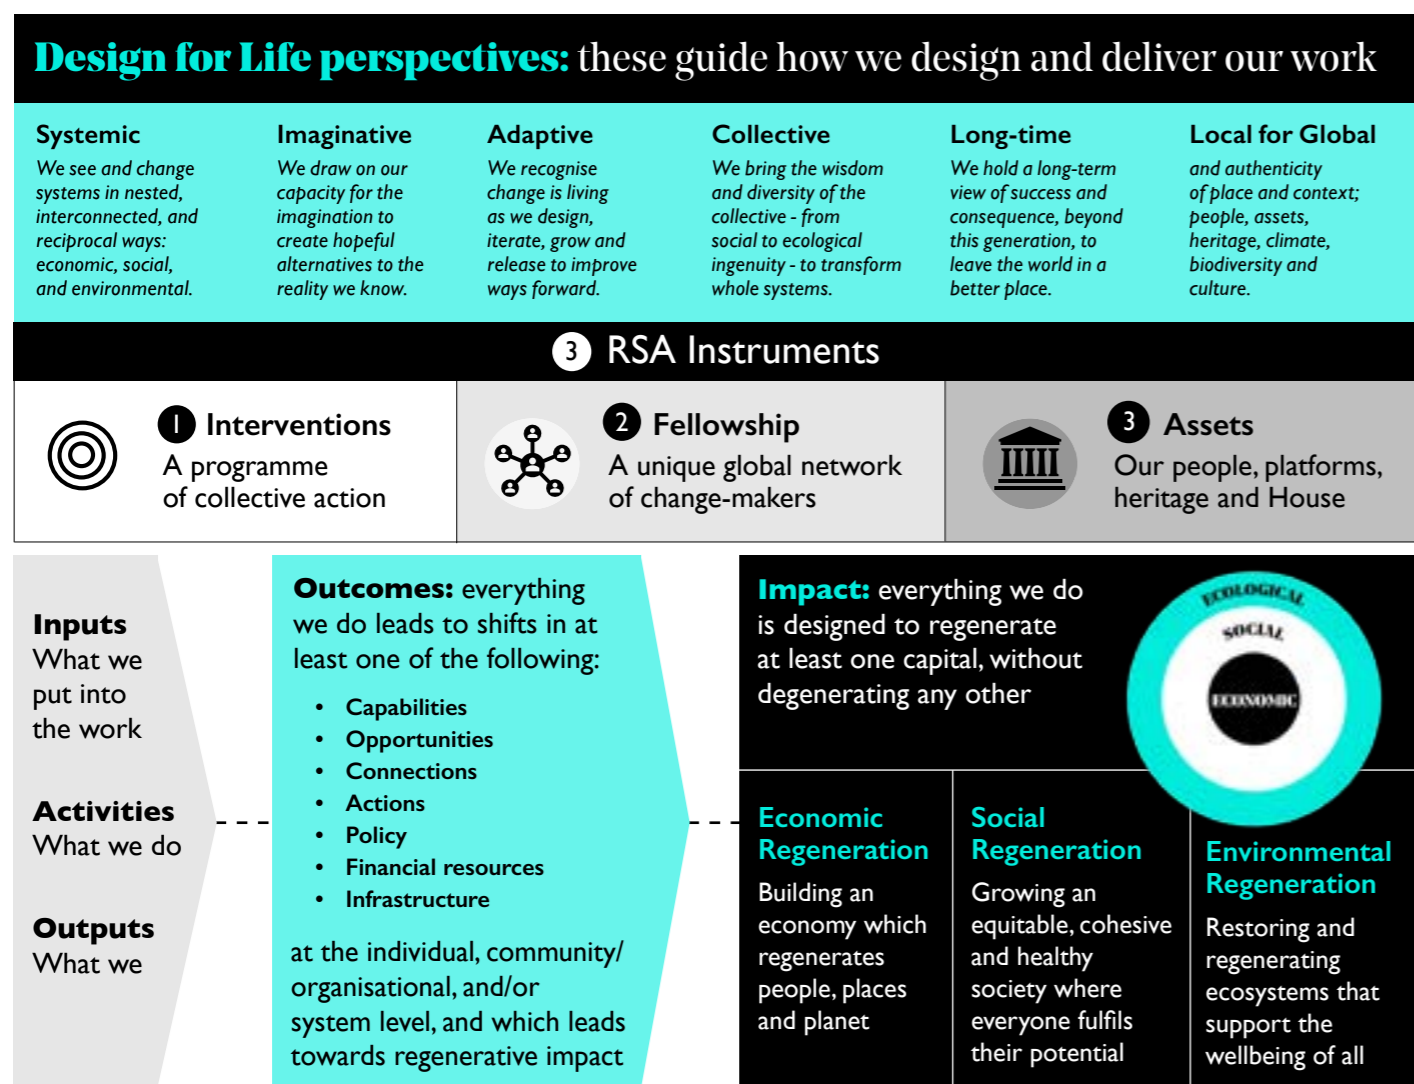 Design for Life perspectives: these guide how we design and deliver our work
Systemic
We see and change
systems in nested,
interconnected, and
reciprocal ways:
economic, social,
and environmental.
Imaginative
We draw on our
capacity for the
imagination to
create hopeful
alternatives to the
reality we know.
Adaptive
We recognise
change is living
as we design,
iterate, grow and
release to improve
ways forward.
Collective
We bring the wisdom
and diversity of the
collective - from
social to ecological
ingenuity - to transform
whole systems.
Long-time
We hold a long-term
view of success and
consequence, beyond
this generation, to
leave the world in a
better place.
Local for Global
and authenticity
of place and context;
people, assets,
heritage, climate,
biodiversity and
culture.
3 RSA Instruments
1 Interventions
A programme
of collective action
2 Fellowship
A unique global network
of change-makers
3 Assets
Our people, platforms,
heritage and House
Inputs
What we
put into
the work
Activities
What we do
Outputs
What we
Outcomes: everything
we do leads to shifts in at
least one of the following:
• Capabilities
• Opportunities
• Connections
• Actions
• Policy
• Financial resources
• Infrastructure
at the individual, community/
organisational, and/or
system level, and which leads
towards regenerative impact
Impact: everything we do
is designed to regenerate
at least one capital, without
degenerating any other
ECOLOGICAL
SOCIAL
ECONOMIC
Economic
Regeneration
Building an
economy which
regenerates
people, places
and planet
Social
Regeneration
Growing an
equitable, cohesive
and healthy
society where
everyone fulfils
their potential
Environmental
Regeneration
Restoring and
regenerating
ecosystems that
support the
wellbeing of all